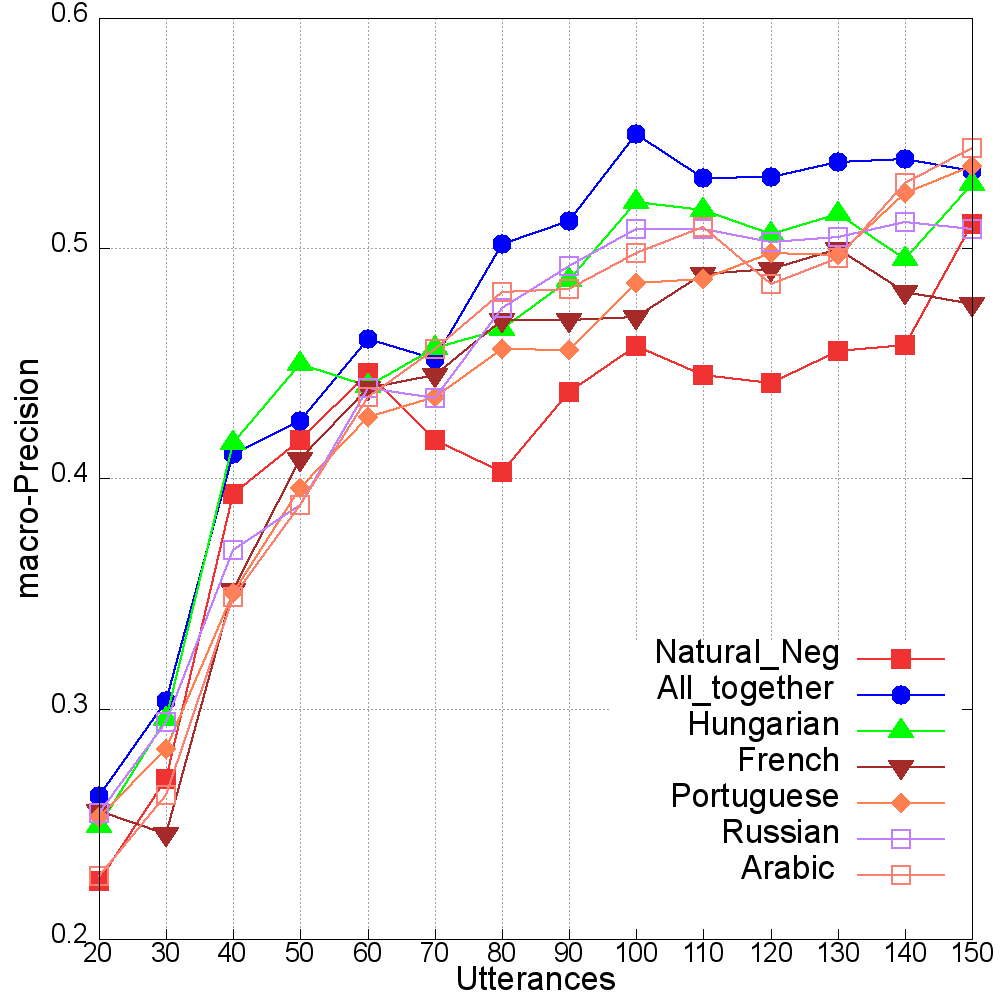 0.6
0.5
0.4
0.3
0.2
macro-Precision
20 30 40 50 60 70 80 90 100 110 120 130 140 150
Utterances
Natural_Neg
All_together
Hungarian
French
Portuguese
Russian
Arabic